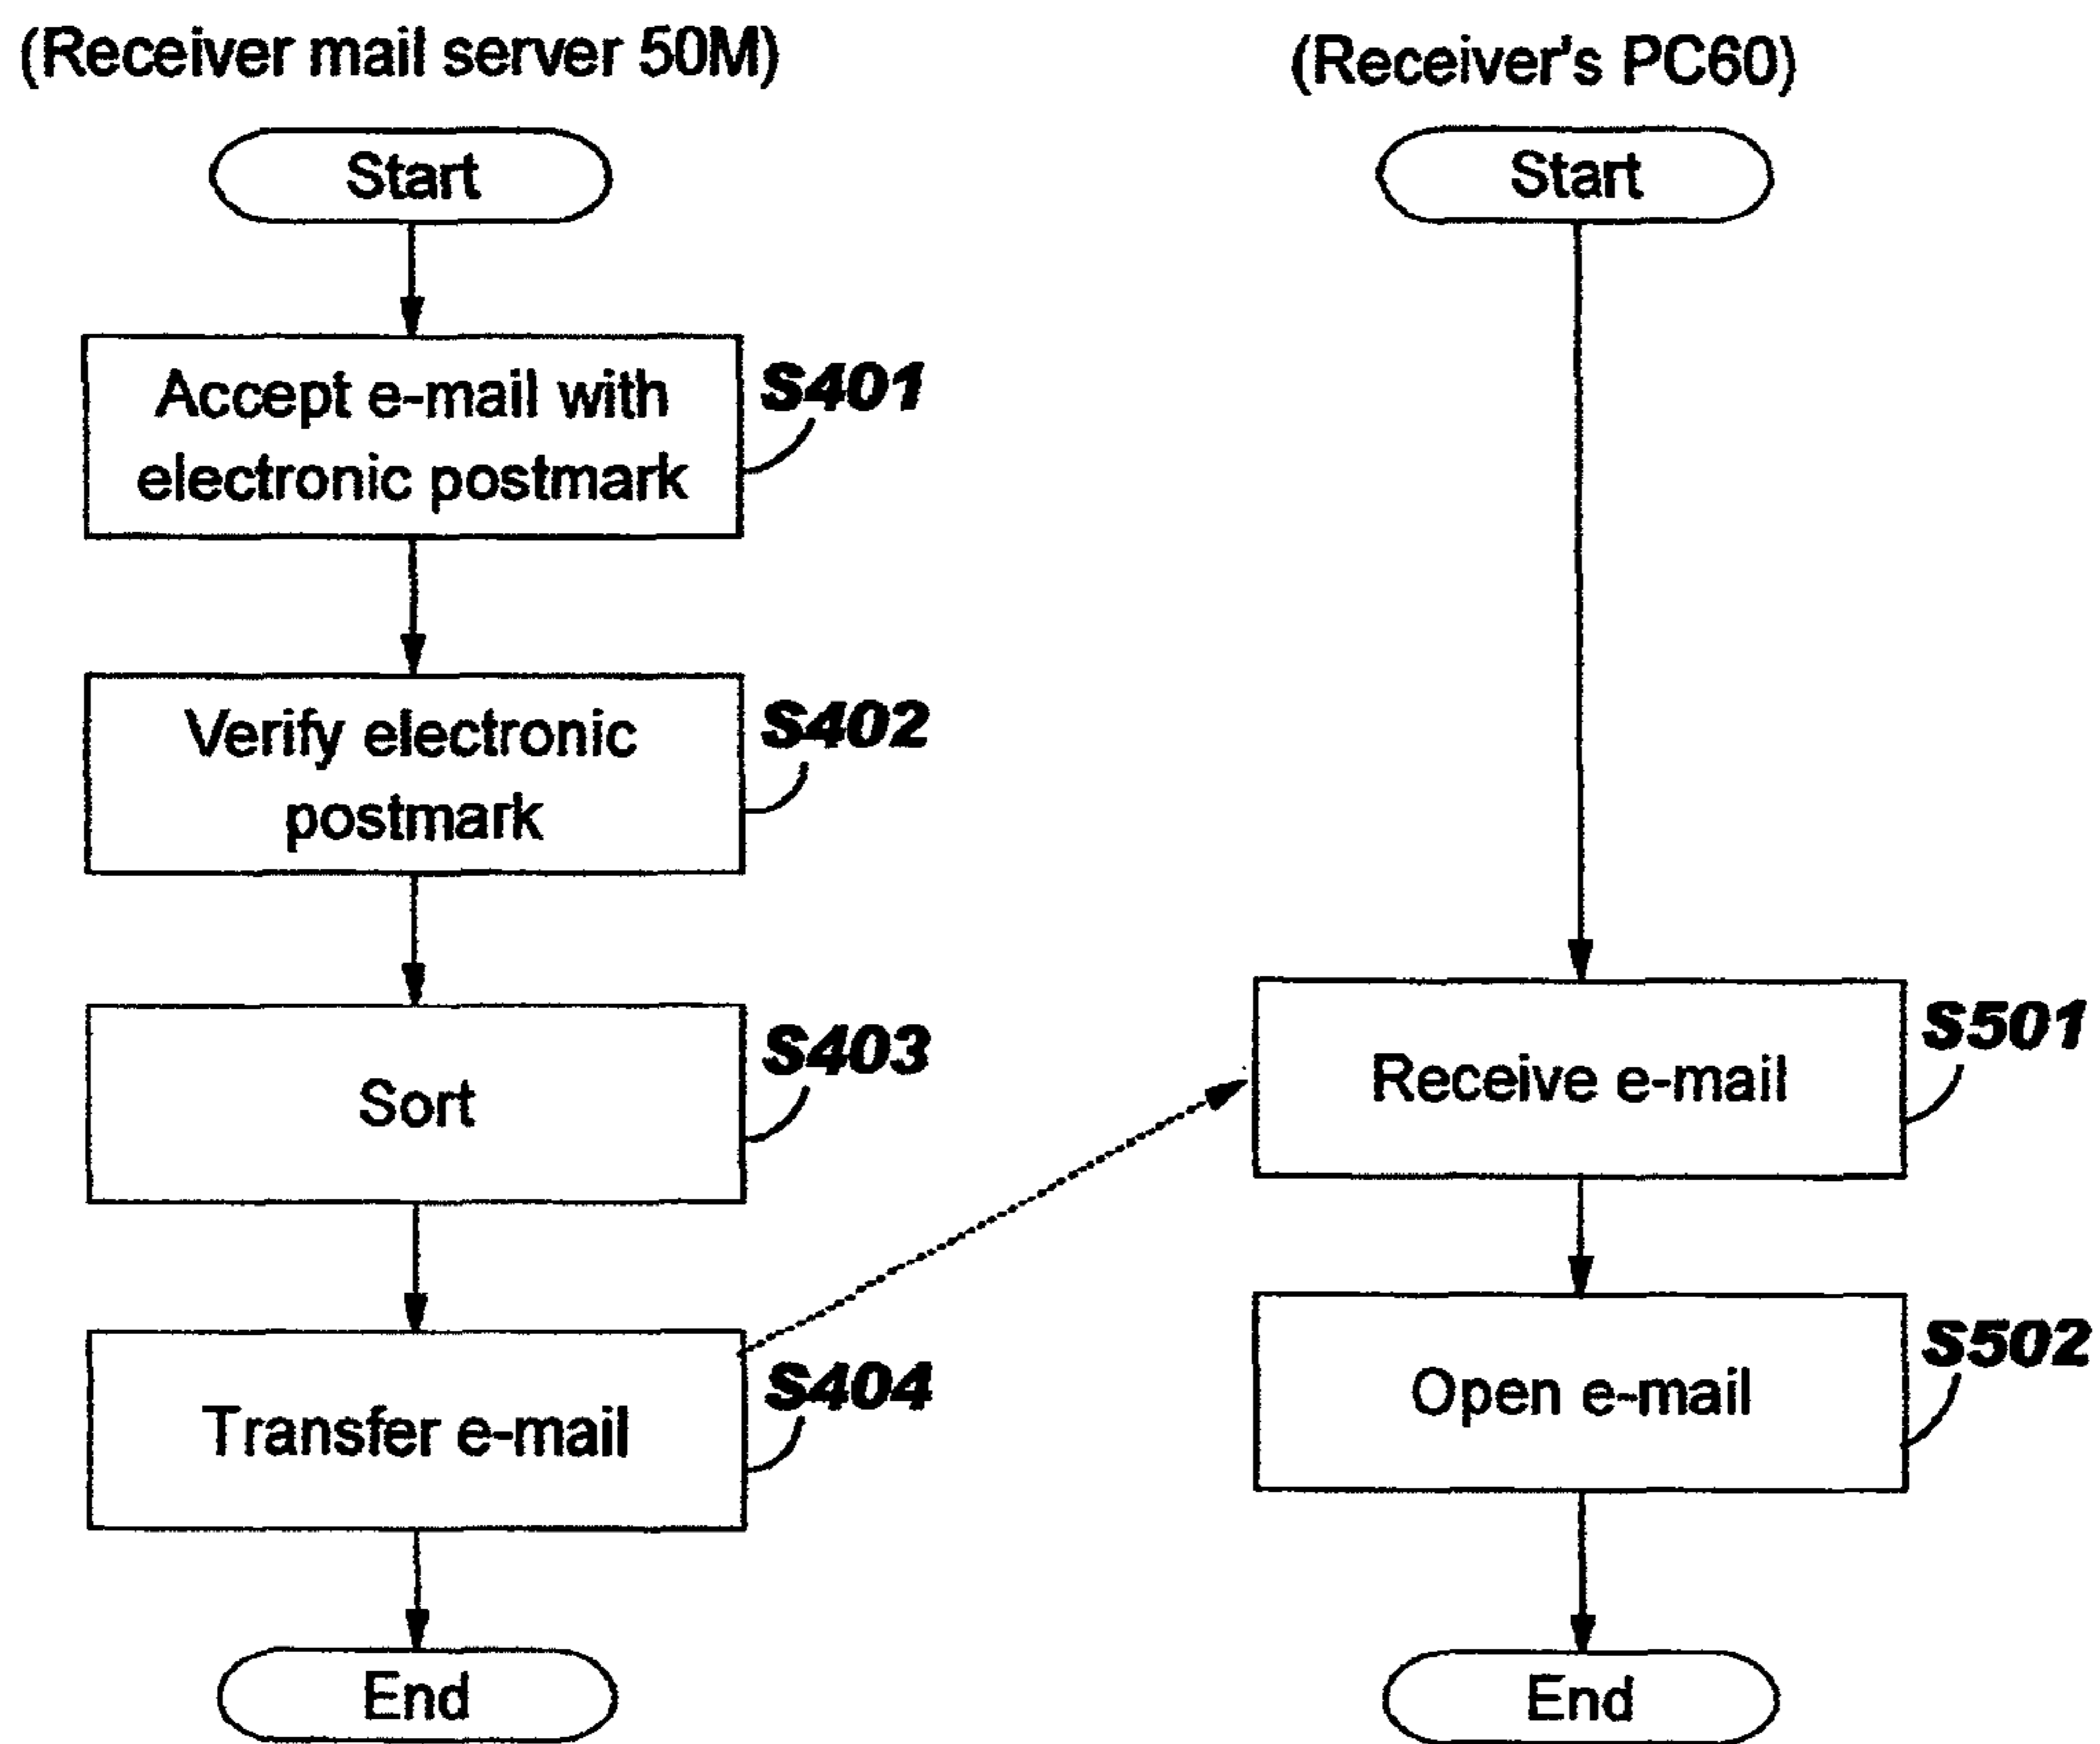 (Receiver mail server 50M)
Start
Accept e-mail with
electronic postmark
S401
Verify electronic
postmark
S402
Sort
S403
Transfer e-mail
S404
End
(Receiver's PC60)
Start
Receive e-mail
S501
Open e-mail
S502
End